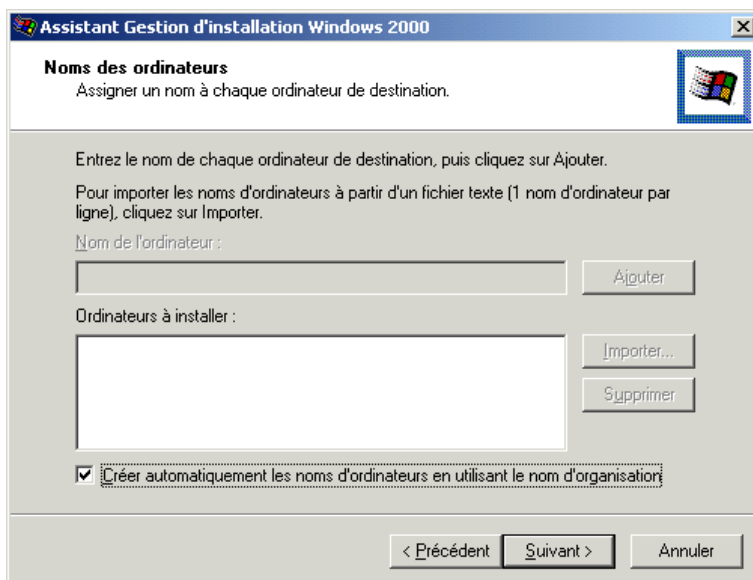 Assistant Gestion d'installation Windows 2000
Noms des ordinateurs
Assigner un nom à chaque ordinateur de destination.
Entrez le nom de chaque ordinateur de destination, puis cliquez sur Ajouter.
Pour importer les noms d'ordinateurs à partir d'un fichier texte (1 nom d'ordinateur par
ligne), cliquez sur Importer.
Nom de l'ordinateur :
Ajouter
Ordinateurs à installer :
Importer...
Supprimer
Créer automatiquement les noms d'ordinateurs en utilisant le nom d'organisation
< Précédent
Suivant >
Annuler